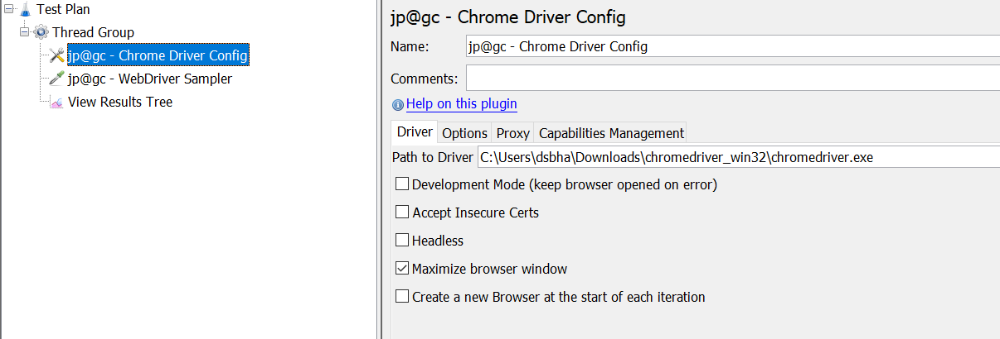 Test Plan
Thread Group
jp@gc - Chrome Driver Config
jp@gc - WebDriver Sampler
View Results Tree
jp@gc - Chrome Driver Config
Name: jp@gc - Chrome Driver Config
Comments:
Help on this plugin
Driver Options Proxy Capabilities Management
Path to Driver C:\Users\dsbha\Downloads\chromedriver_win32\chromedriver.exe
Development Mode (keep browser opened on error)
Accept Insecure Certs
Headless
Maximize browser window
Create a new Browser at the start of each iteration